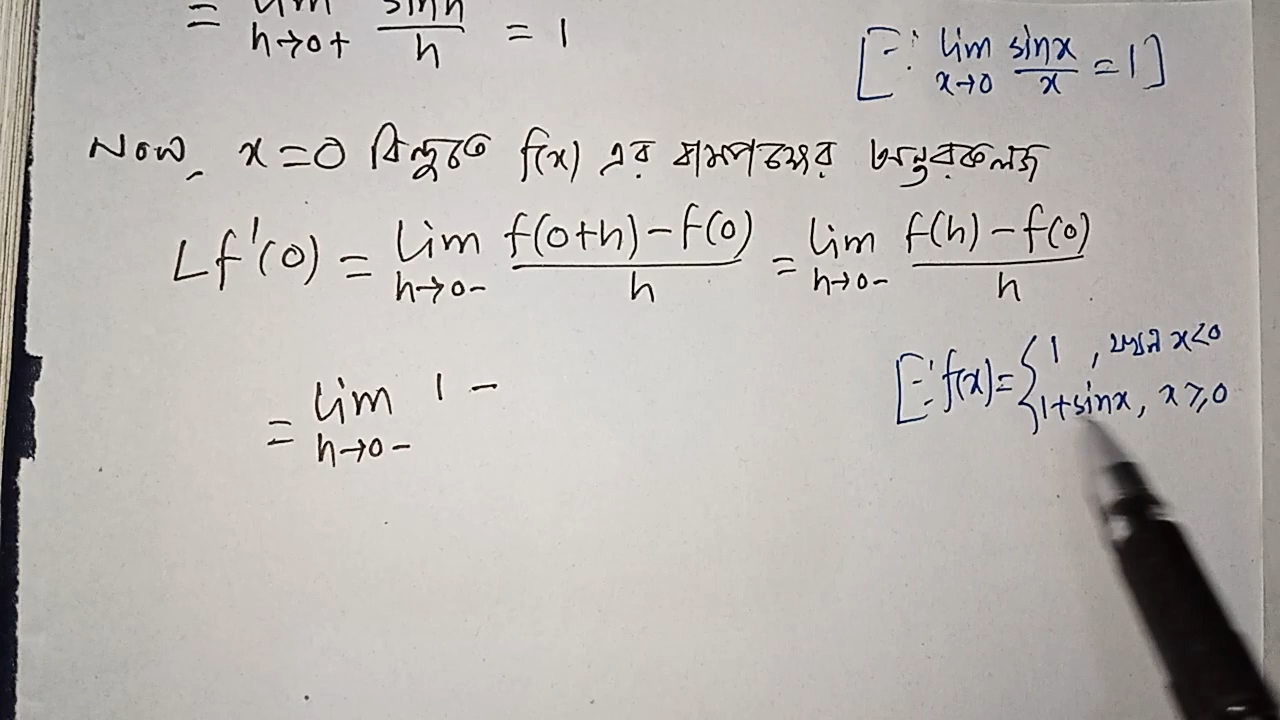 = lim h→0+ sinh/h = 1
[∵ lim x→0 sinx/x = 1]
Now, x=0 বিন্দুতে f(x) এর বামপক্ষের অন্তরকলজ
Lf'(0) = lim h→0- f(0+h)-f(0)/h = lim h→0- f(h)-f(0)/h
[∵ f(x)= { 1, যখন x<0
1+sinx, x≥0
= lim h→0- 1 -